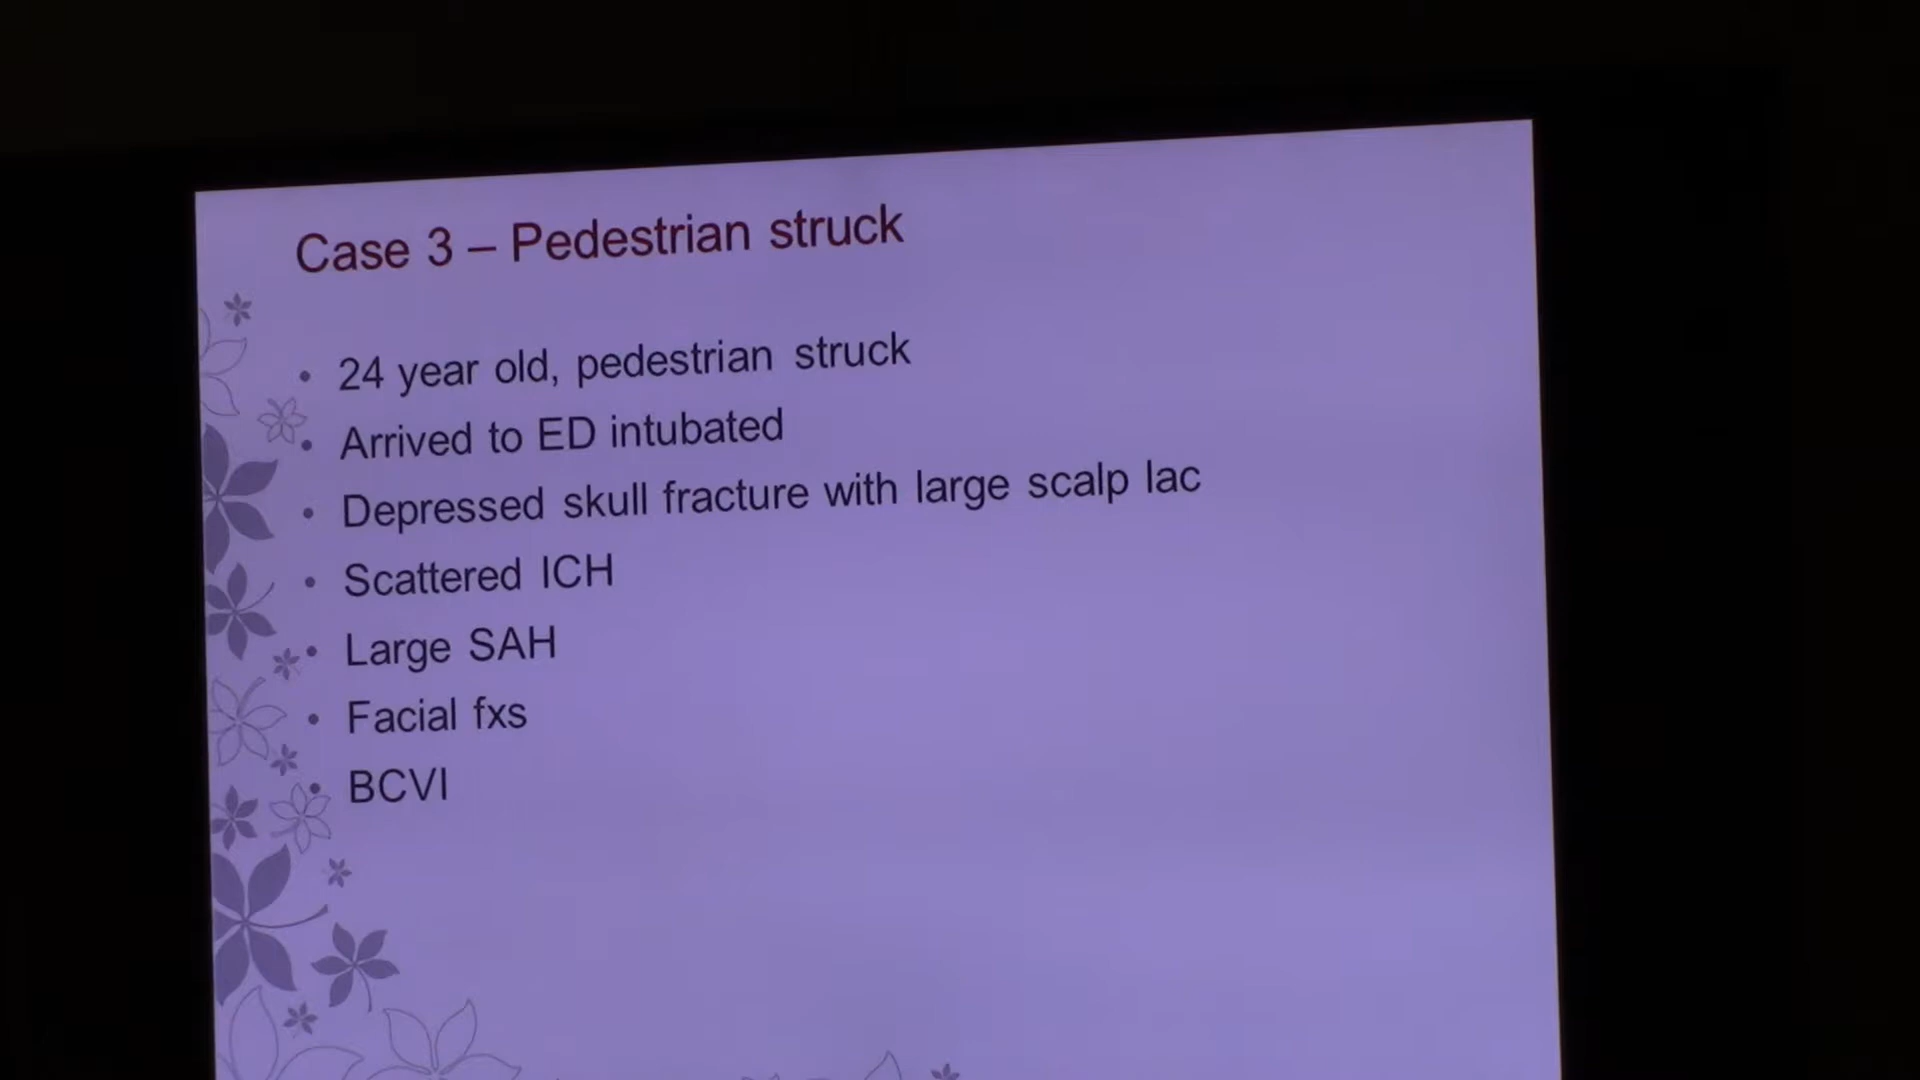 Case 3 – Pedestrian struck
• 24 year old, pedestrian struck
• Arrived to ED intubated
• Depressed skull fracture with large scalp lac
• Scattered ICH
• Large SAH
• Facial fxs
• BCVI